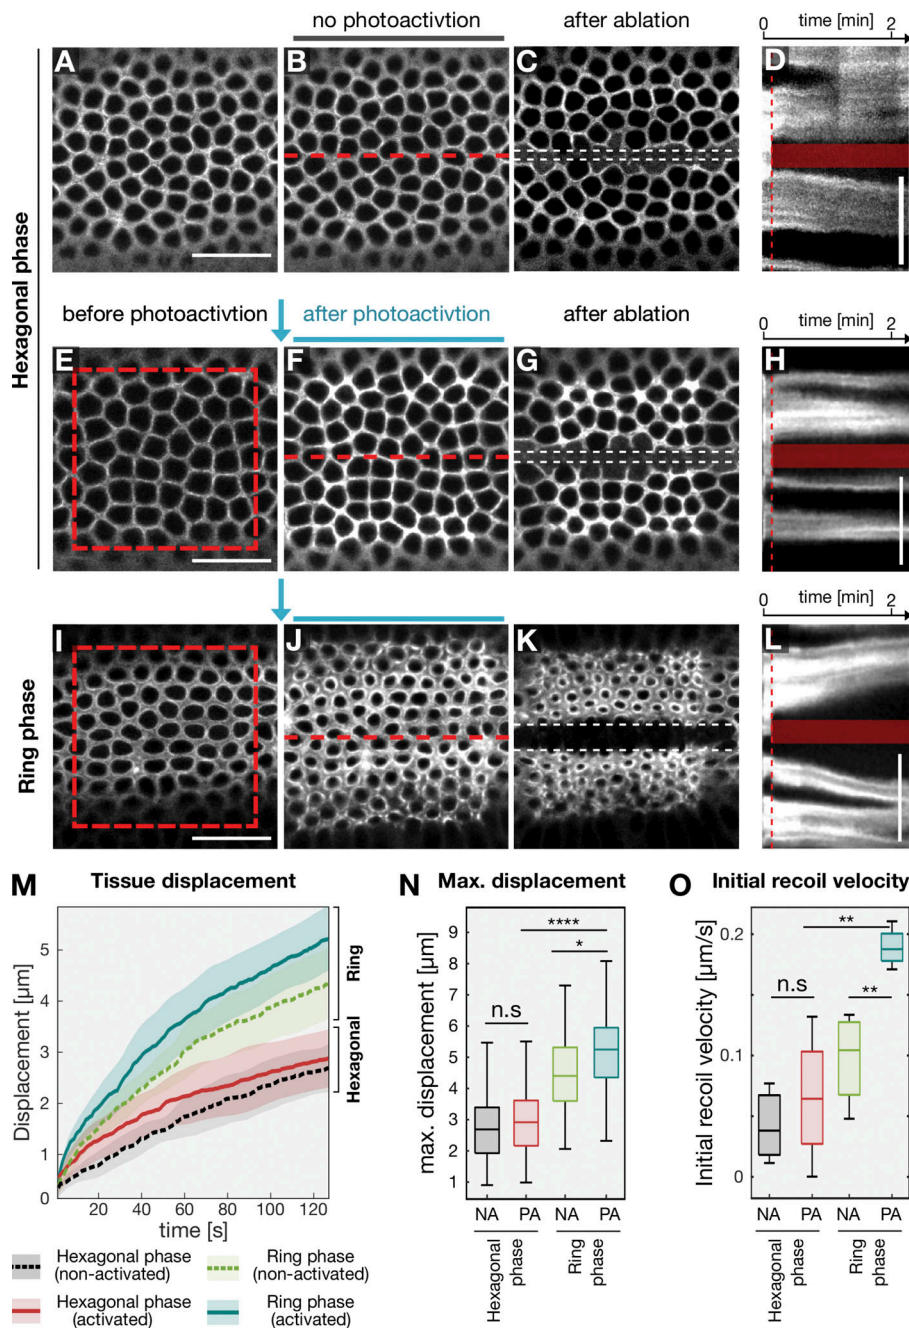 no photoactivtion
after ablation
0 time [min] 2
A
B
C
D
Hexagonal phase
before photoactivtion
after photoactivtion
after ablation
0 time [min] 2
E
F
G
H
0 time [min] 2
I
J
K
L
Ring phase
M Tissue displacement
Displacement [µm]
5
4
3
2
1
0
20 40 60 80 100 120
time [s]
Ring
Hexagonal
Hexagonal phase
(non-activated)
Ring phase
(non-activated)
Hexagonal phase
(activated)
Ring phase
(activated)
N Max. displacement
max. displacement [µm]
9
8
7
6
5
4
3
2
1
****
*
n.s
NA PA NA PA
Hexagonal
phase
Ring
phase
O Initial recoil velocity
Initial recoil velocity [µm/s]
0.2
0.1
0
**
n.s
**
NA PA NA PA
Hexagonal
phase
Ring
phase